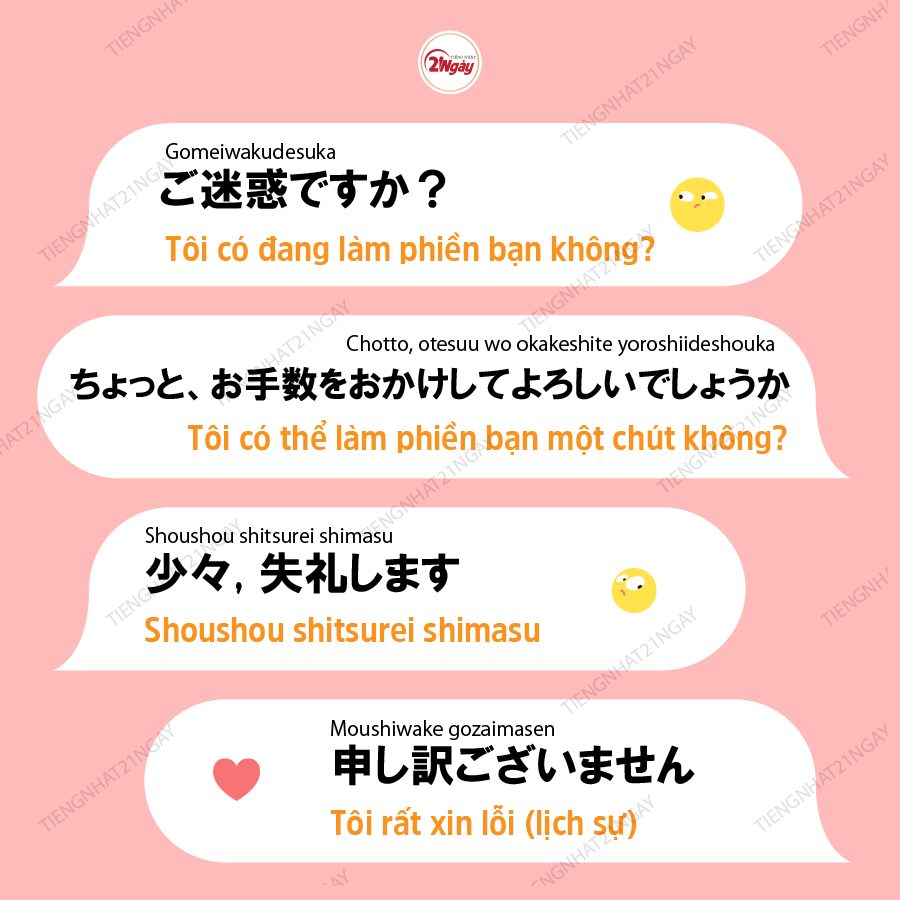 TIẾNG NHẬT
21Ngày
Gomeiwakudesuka
ご迷惑ですか？
Tôi có đang làm phiền bạn không?
Chotto, otesuu wo okakeshite yoroshiideshouka
ちょっと、お手数をおかけしてよろしいでしょうか
Tôi có thể làm phiền bạn một chút không?
Shoushou shitsurei shimasu
少々, 失礼します
Shoushou shitsurei shimasu
Moushiwake gozaimasen
申し訳ございません
Tôi rất xin lỗi (lịch sự)
TIENGNHAT21NGAY